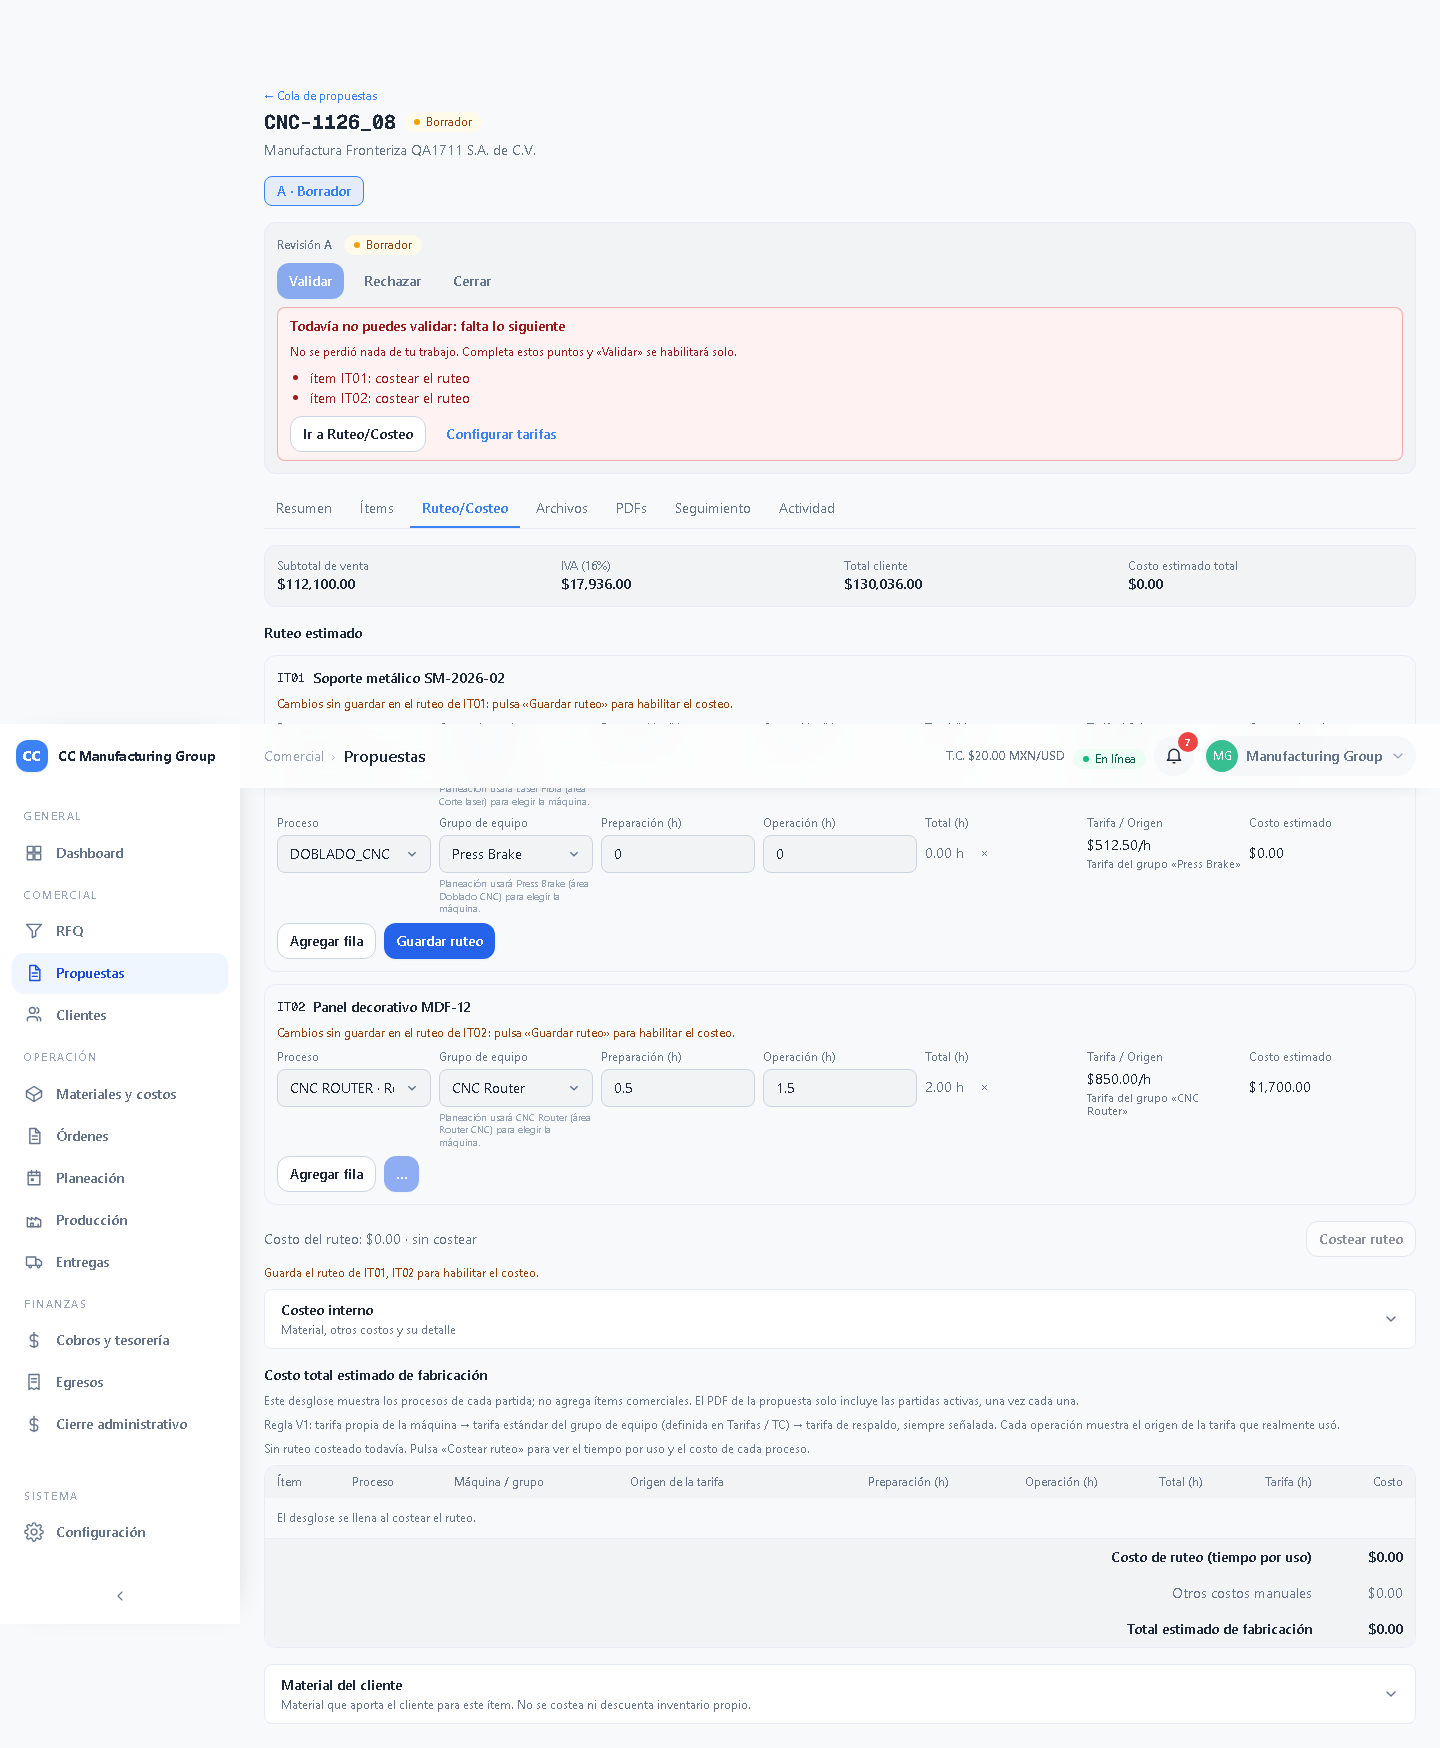 ← Cola de propuestas
CNC-1126_08 Borrador
Manufactura Fronteriza QA1711 S.A. de C.V.
A · Borrador
Revisión A Borrador
Validar Rechazar Cerrar
Todavía no puedes validar: falta lo siguiente
No se perdió nada de tu trabajo. Completa estos puntos y «Validar» se habilitará solo.
• ítem IT01: costear el ruteo
• ítem IT02: costear el ruteo
Ir a Ruteo/Costeo Configurar tarifas
Resumen Ítems Ruteo/Costeo Archivos PDFs Seguimiento Actividad
Subtotal de venta IVA (16%) Total cliente Costo estimado total
$112,100.00 $17,936.00 $130,036.00 $0.00
Ruteo estimado
IT01 Soporte metálico SM-2026-02
Cambios sin guardar en el ruteo de IT01: pulsa «Guardar ruteo» para habilitar el costeo.
CC CC Manufacturing Group
Comercial › Propuestas
T.C. $20.00 MXN/USD En línea 7 MG Manufacturing Group
Planeación usará Laser Fibra (área
Corte laser) para elegir la máquina.
Proceso Grupo de equipo Preparación (h) Operación (h) Total (h) Tarifa / Origen Costo estimado
DOBLADO_CNC Press Brake 0 0 0.00 h × $512.50/h $0.00
Tarifa del grupo «Press Brake»
Planeación usará Press Brake (área
Doblado CNC) para elegir la
máquina.
Agregar fila Guardar ruteo
IT02 Panel decorativo MDF-12
Cambios sin guardar en el ruteo de IT02: pulsa «Guardar ruteo» para habilitar el costeo.
Proceso Grupo de equipo Preparación (h) Operación (h) Total (h) Tarifa / Origen Costo estimado
CNC ROUTER · R CNC Router 0.5 1.5 2.00 h × $850.00/h $1,700.00
Tarifa del grupo «CNC
Router»
Planeación usará CNC Router (área
Router CNC) para elegir la
máquina.
Agregar fila ...
Costo del ruteo: $0.00 · sin costear Costear ruteo
Guarda el ruteo de IT01, IT02 para habilitar el costeo.
Costeo interno
Material, otros costos y su detalle
Costo total estimado de fabricación
Este desglose muestra los procesos de cada partida; no agrega ítems comerciales. El PDF de la propuesta solo incluye las partidas activas, una vez cada una.
Regla V1: tarifa propia de la máquina → tarifa estándar del grupo de equipo (definida en Tarifas / TC) → tarifa de respaldo, siempre señalada. Cada operación muestra el origen de la tarifa que realmente usó.
Sin ruteo costeado todavía. Pulsa «Costear ruteo» para ver el tiempo por uso y el costo de cada proceso.
Ítem Proceso Máquina / grupo Origen de la tarifa Preparación (h) Operación (h) Total (h) Tarifa (h) Costo
El desglose se llena al costear el ruteo.
Costo de ruteo (tiempo por uso) $0.00
Otros costos manuales $0.00
Total estimado de fabricación $0.00
Material del cliente
Material que aporta el cliente para este ítem. No se costea ni descuenta inventario propio.
GENERAL
Dashboard
COMERCIAL
RFQ
Propuestas
Clientes
OPERACIÓN
Materiales y costos
Órdenes
Planeación
Producción
Entregas
FINANZAS
Cobros y tesorería
Egresos
Cierre administrativo
SISTEMA
Configuración